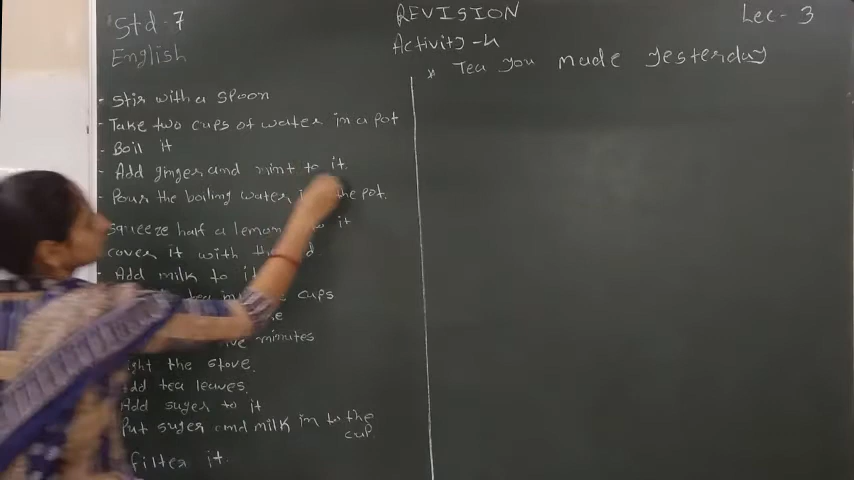 Std-7
English
REVISION
Activity-4
Lec-3
* Tea you made yesterday
- Stir with a spoon
- Take two cups of water in a pot
- Boil it
- Add ginger and mint to it.
- Pour the boiling water the pot.
squeeze half a lemon it
cover it with
- Add milk to it
tea cups
minutes
the stove.
Add tea leaves.
Add suger to it
Put suger and milk in to the
cup.
filter it.